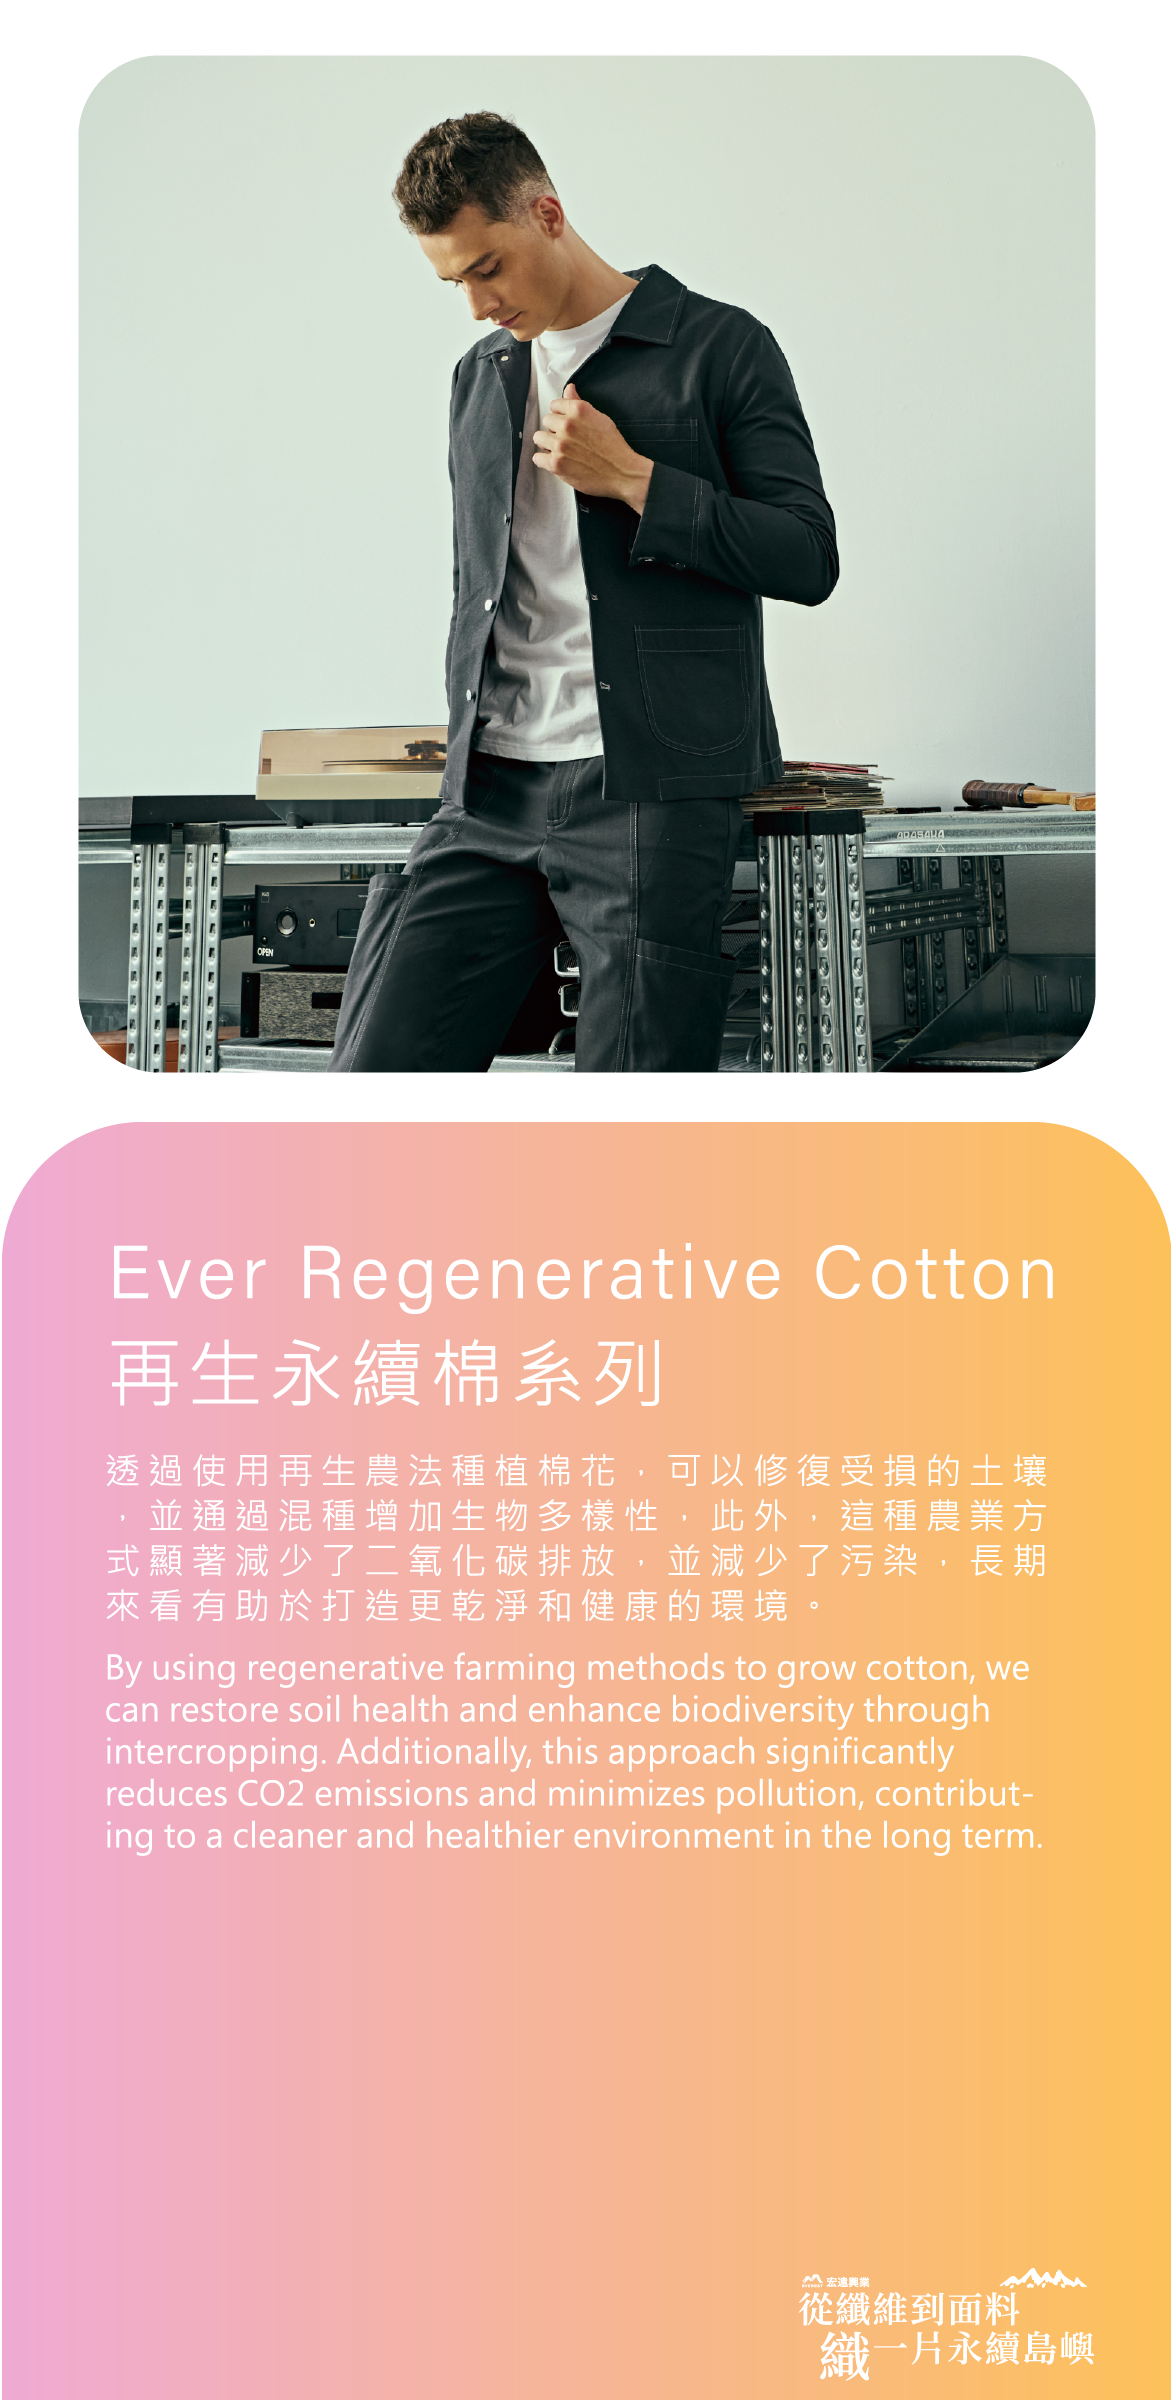 ADASAWA
OPEN
Ever Regenerative Cotton
再生永續棉系列
透過使用再生農法種植棉花，可以修復受損的土壤
，並通過混種增加生物多樣性，此外，這種農業方
式顯著減少了二氧化碳排放，並減少了污染，長期
來看有助於打造更乾淨和健康的環境。
By using regenerative farming methods to grow cotton, we
can restore soil health and enhance biodiversity through
intercropping. Additionally, this approach significantly
reduces CO2 emissions and minimizes pollution, contribut-
ing to a cleaner and healthier environment in the long term.
宏遠興業
從纖維到面料
織一片永續島嶼